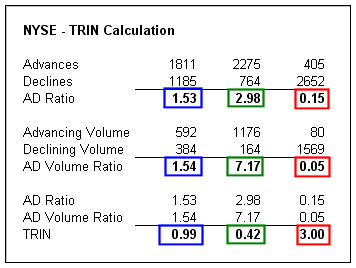 NYSE - TRIN Calculation
Advances 1811 2275 405
Declines 1185 764 2652
AD Ratio 1.53 2.98 0.15
Advancing Volume 592 1176 80
Declining Volume 384 164 1569
AD Volume Ratio 1.54 7.17 0.05
AD Ratio 1.53 2.98 0.15
AD Volume Ratio 1.54 7.17 0.05
TRIN 0.99 0.42 3.00